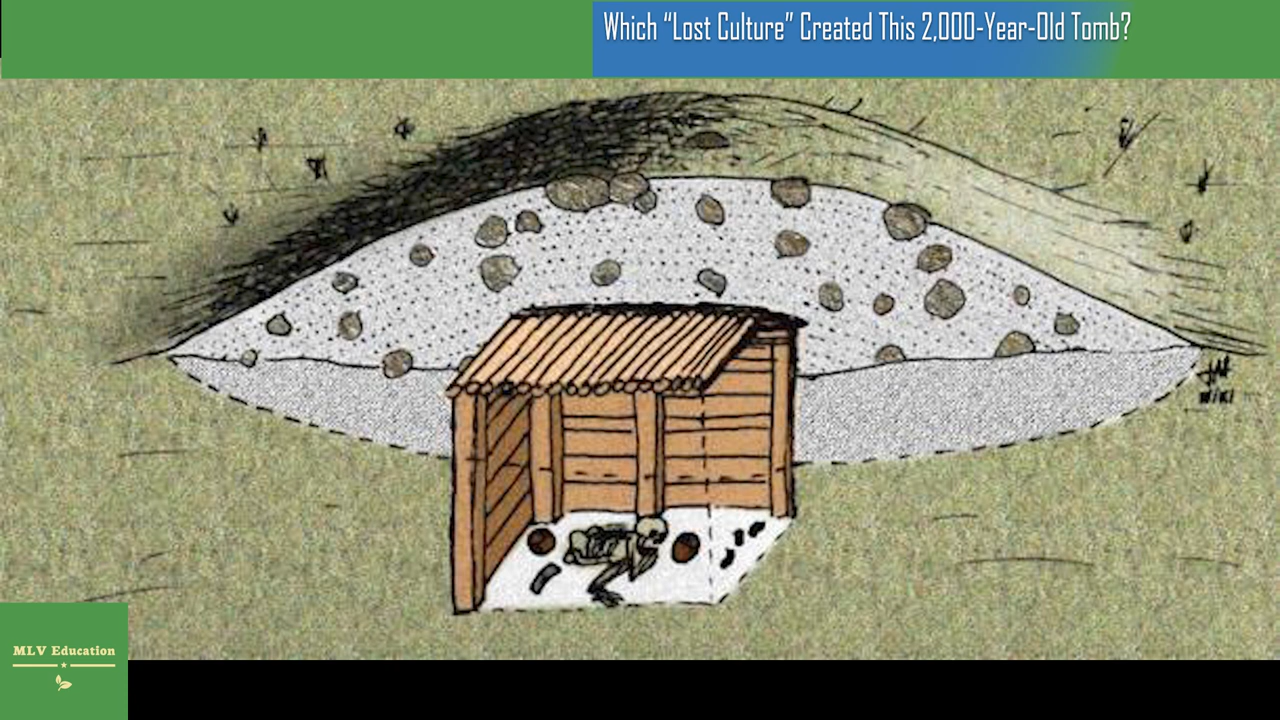 Which “Lost Culture” Created This 2,000-Year-Old Tomb?
MLV Education